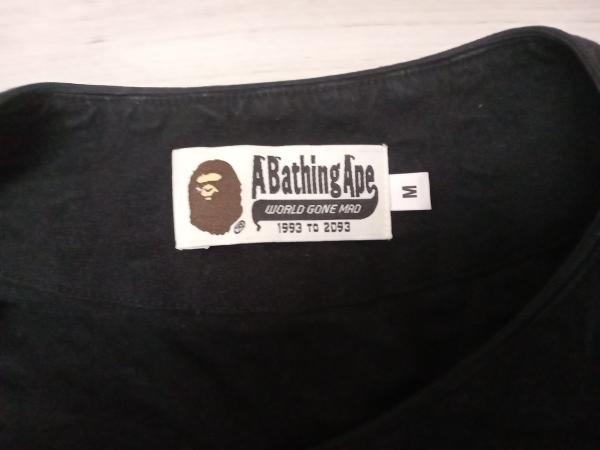 A Bathing Ape
®
WORLD GONE MAD
1993 TO 2093
M